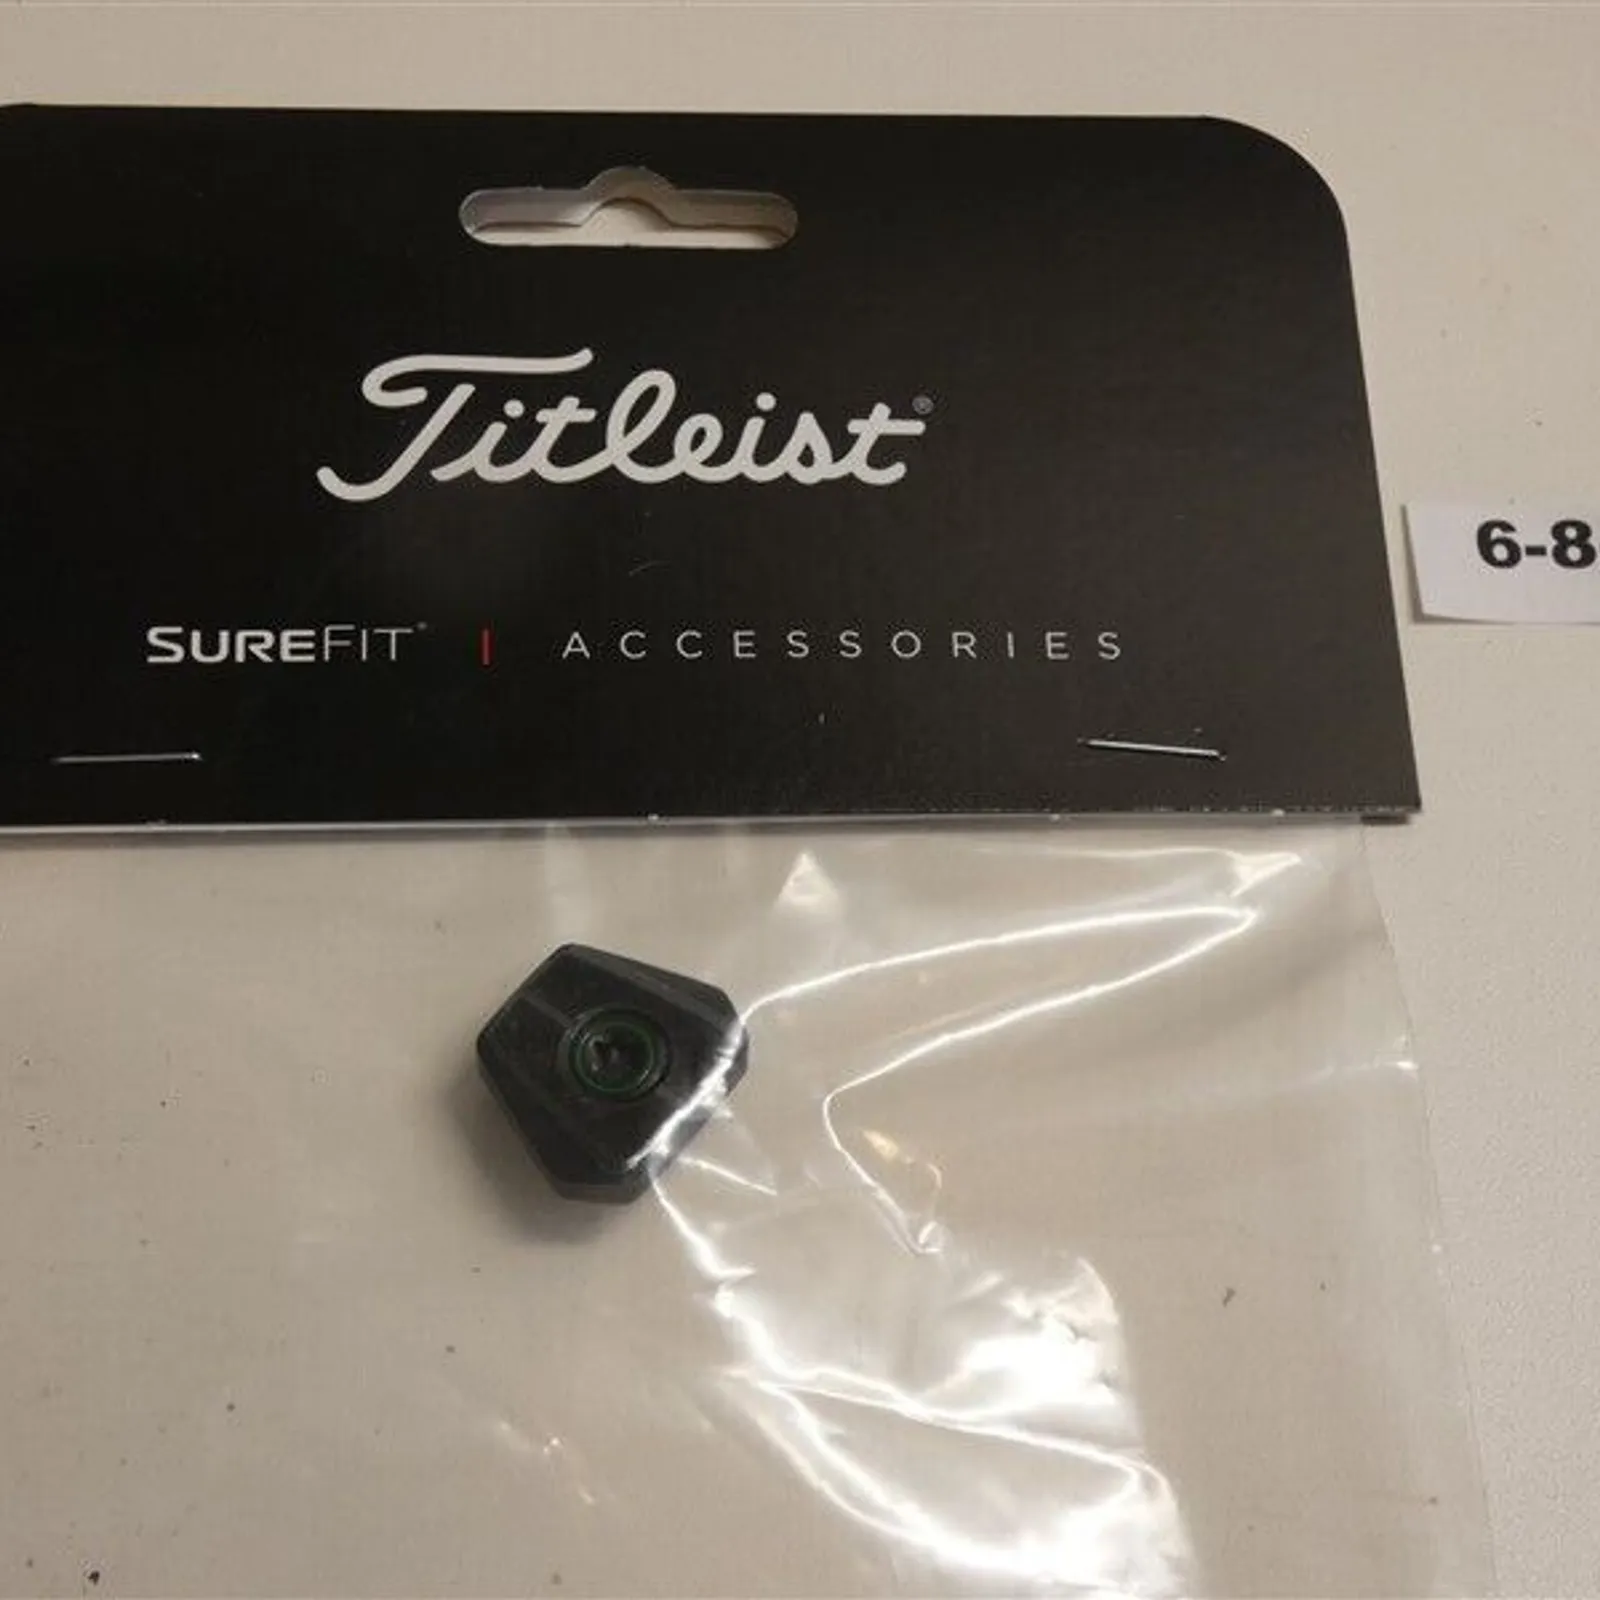 Titleist®
SUREFIT® | ACCESSORIES
6-8